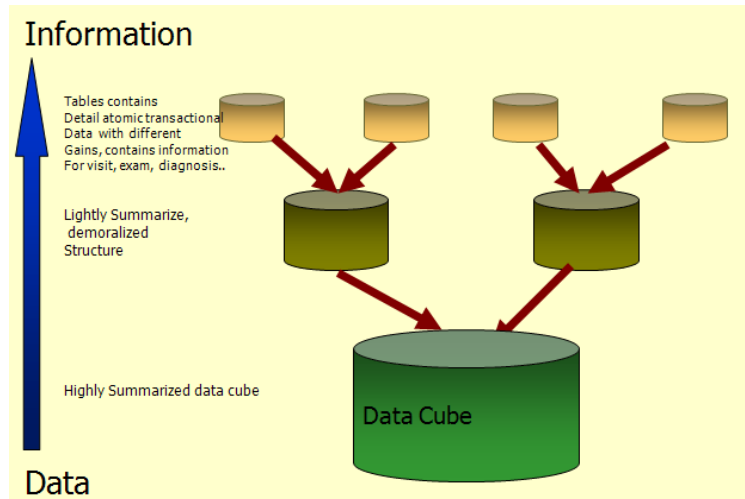 Information
Tables contains
Detail atomic transactional
Data with different
Gains, contains information
For visit, exam, diagnosis..
Lightly Summarize,
demoralized
Structure
Highly Summarized data cube
Data Cube
Data